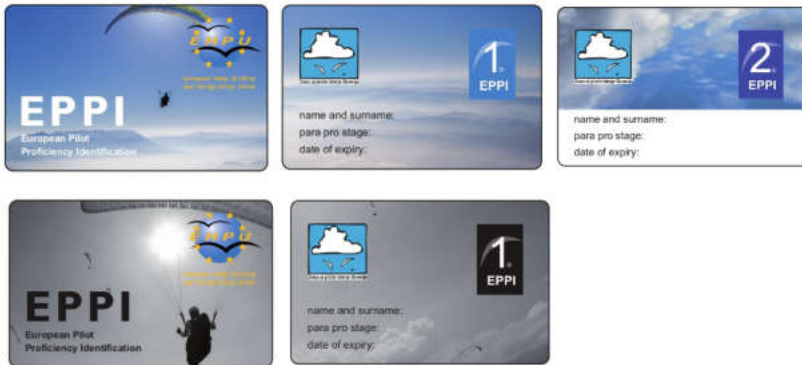 EHPU
EPPI
European Pilot
Proficiency Identification
1
EPPI
name and surname:
para pro stage:
date of expiry:
2
EPPI
name and surname:
para pro stage:
date of expiry:
EHPU
EPPI
European Pilot
Proficiency Identification
1
EPPI
name and surname:
para pro stage:
date of expiry: